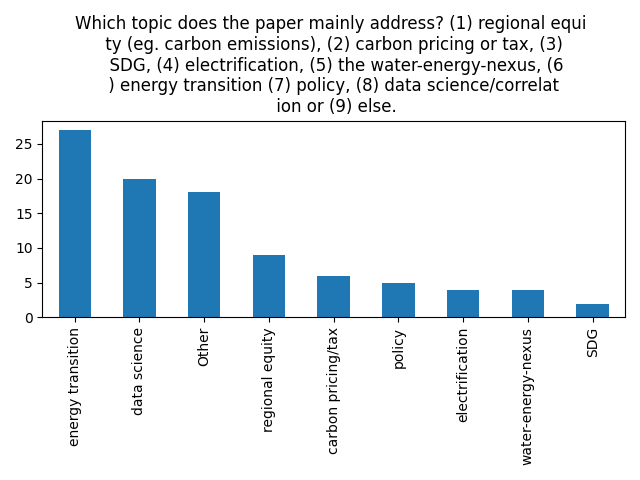 Which topic does the paper mainly address? (1) regional equi
ty (eg. carbon emissions), (2) carbon pricing or tax, (3)
SDG, (4) electrification, (5) the water-energy-nexus, (6
) energy transition (7) policy, (8) data science/correlat
ion or (9) else.
25
20
15
10
5
0
energy transition
data science
Other
regional equity
carbon pricing/tax
policy
electrification
water-energy-nexus
SDG